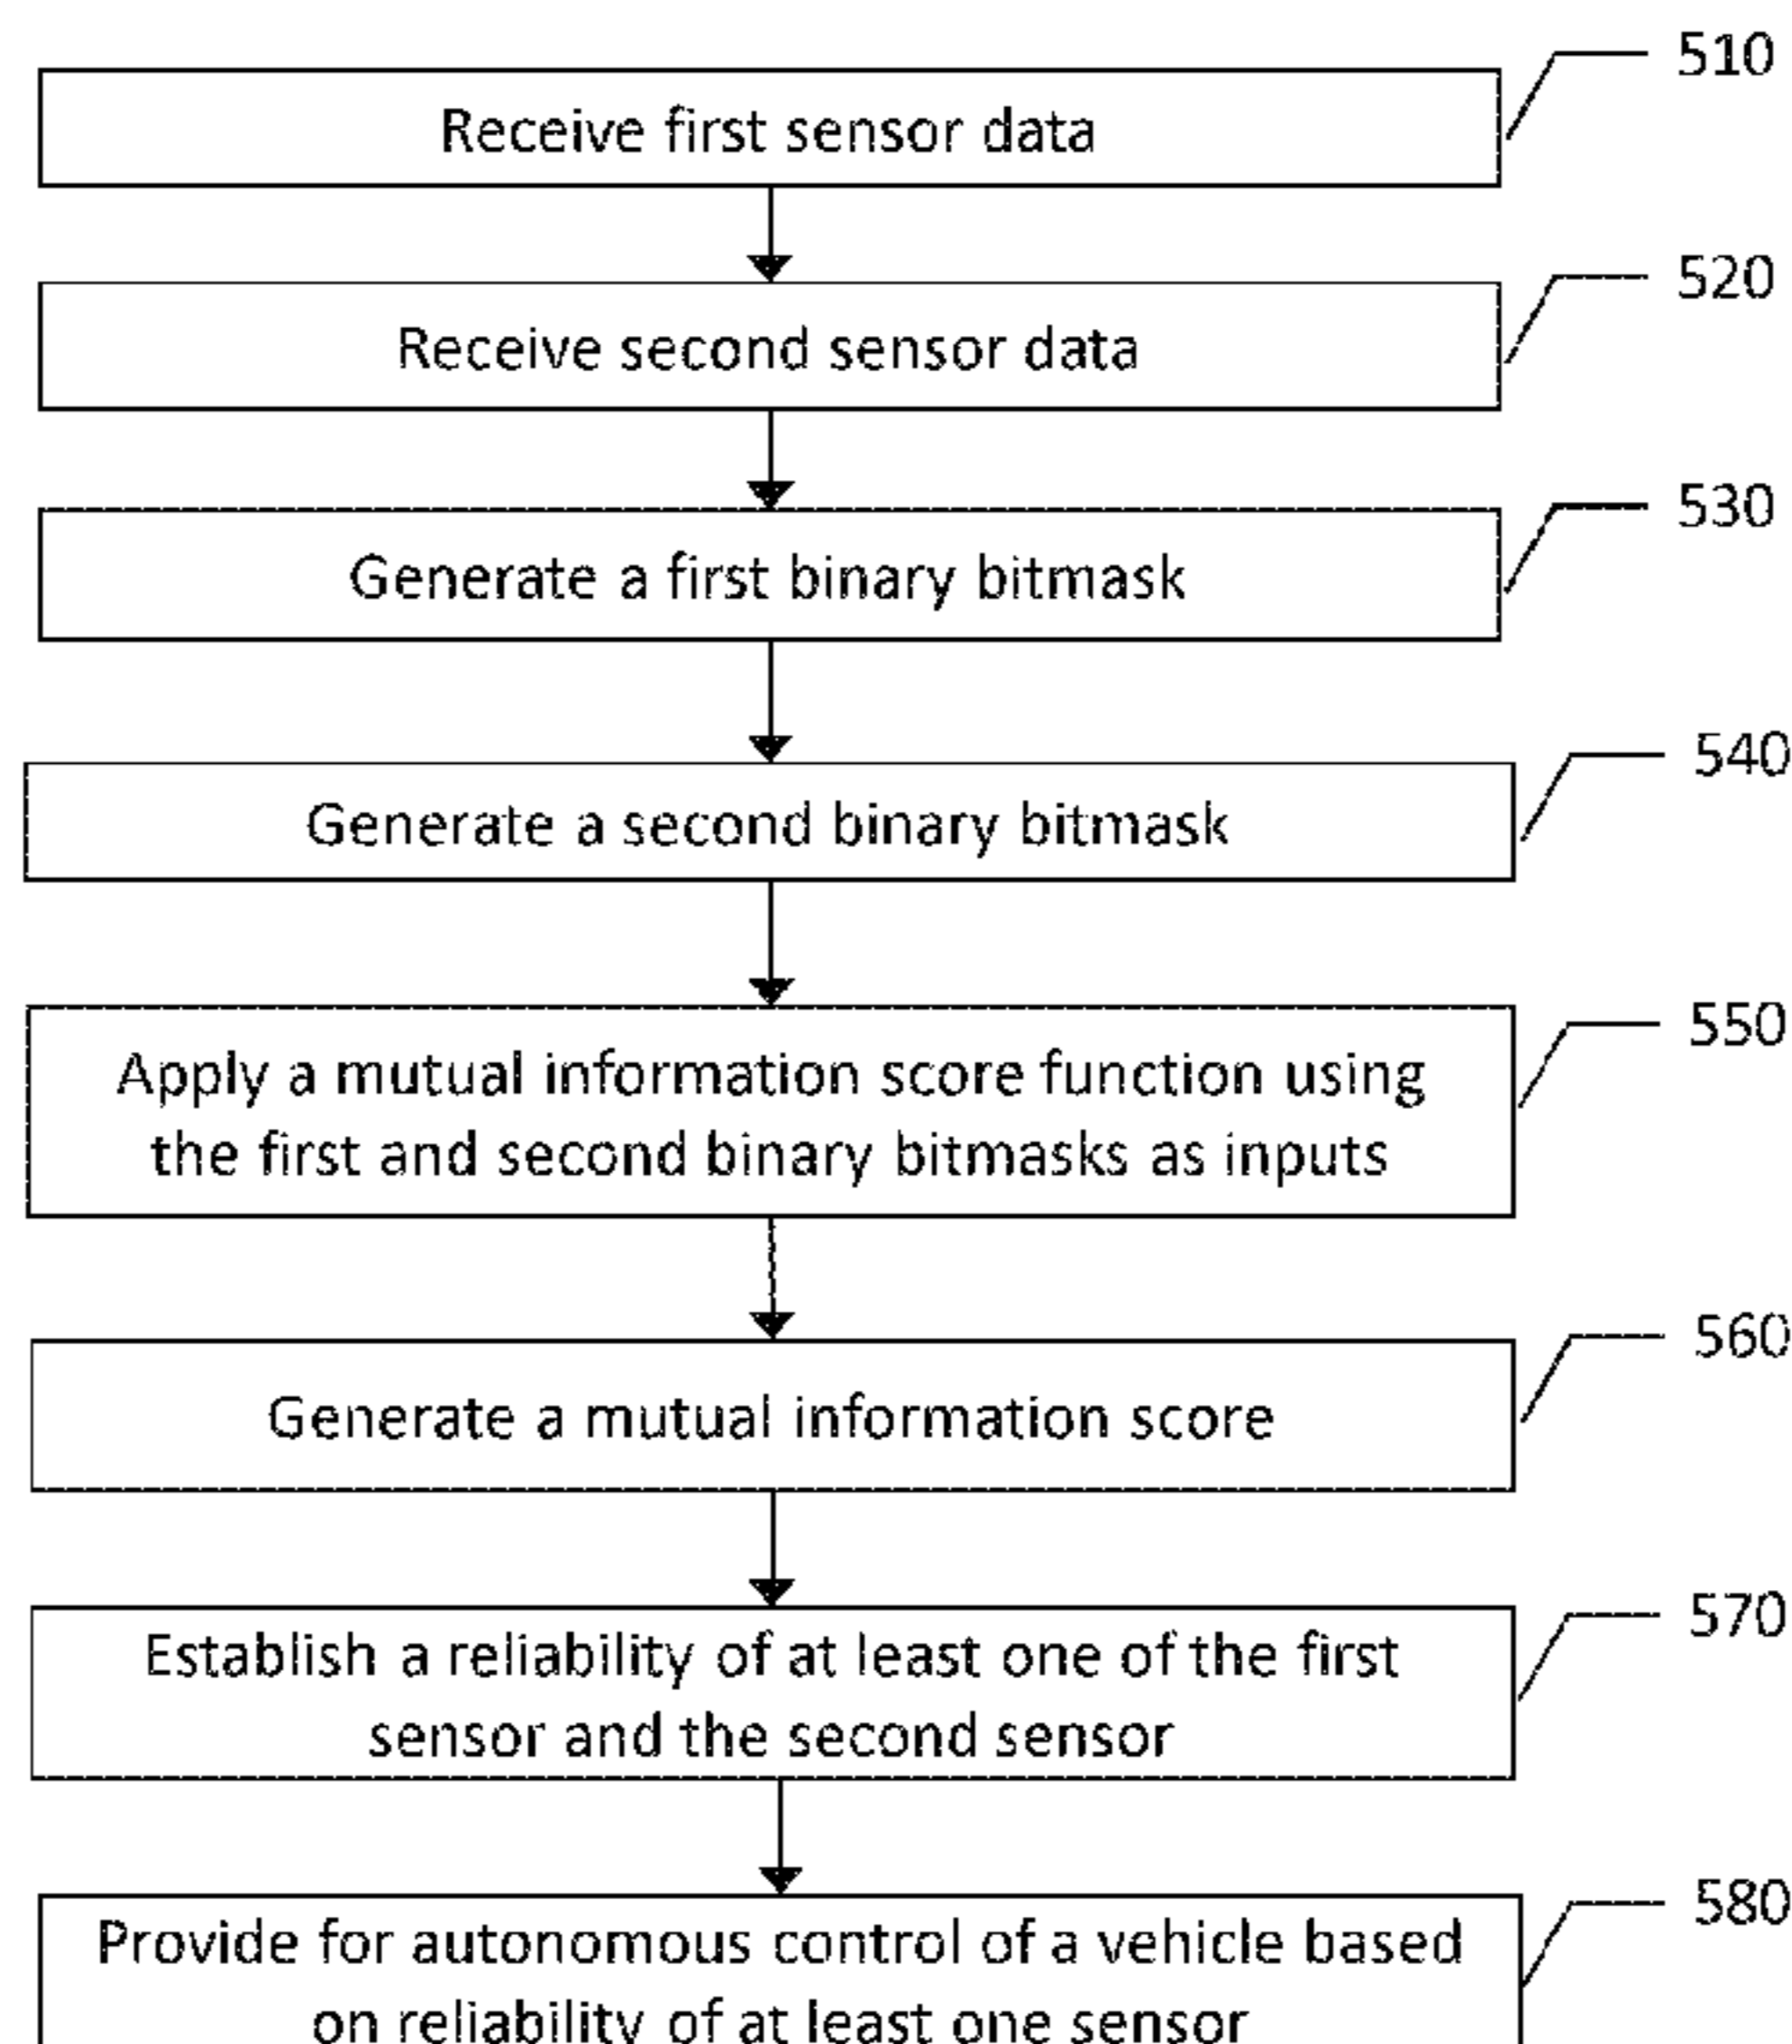 510
Receive first sensor data
520
Receive second sensor data
530
Generate a first binary bitmask
540
Generate a second binary bitmask
550
Apply a mutual information score function using
the first and second binary bitmasks as inputs
560
Generate a mutual information score
570
Establish a reliability of at least one of the first
sensor and the second sensor
580
Provide for autonomous control of a vehicle based
on reliability of at least one sensor